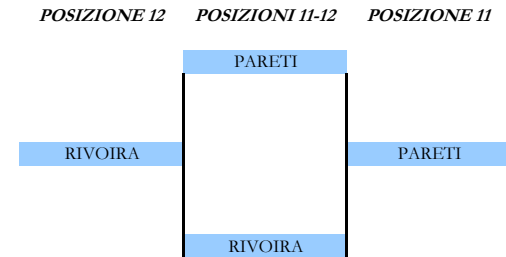 POSIZIONE 12 POSIZIONI 11-12 POSIZIONE 11
PARETI
RIVOIRA PARETI
RIVOIRA